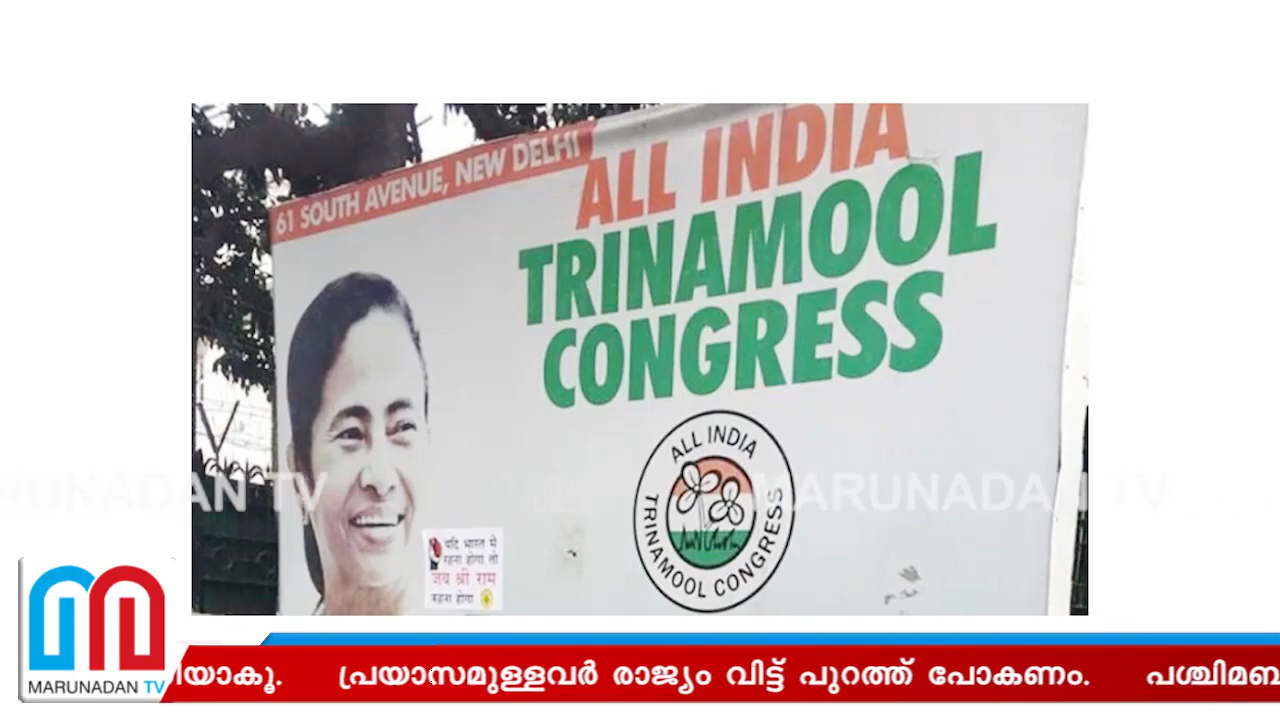 61 SOUTH AVENUE, NEW DELHI
ALL INDIA
TRINAMOOL
CONGRESS
ALL INDIA
TRINAMOOL CONGRESS
यदि भारत में
रहना होगा तो
जय श्री राम
कहना होगा
RUNADAN TV
MARUNADAN TV
MARUNADAN TV
ിയാകൂ. പ്രയാസമുള്ളവർ രാജ്യം വിട്ട് പുറത്ത് പോകണം. പശ്ചിമബ